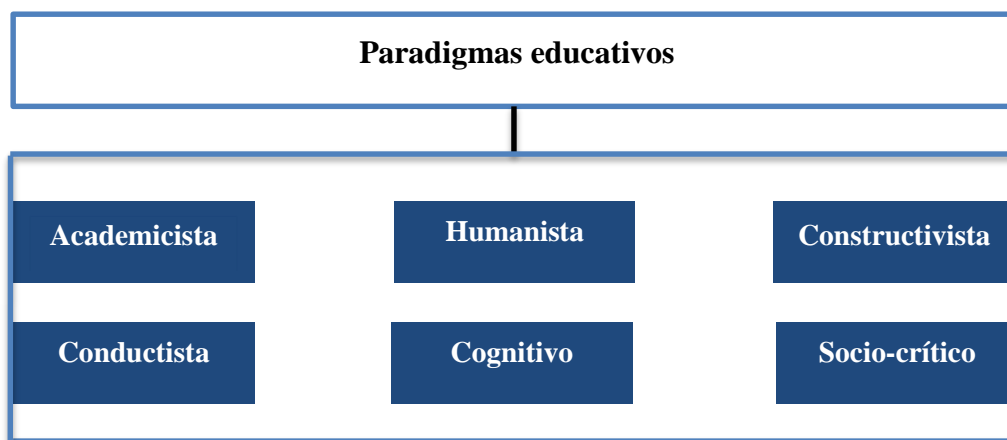 Paradigmas educativos
Academicista
Humanista
Constructivista
Conductista
Cognitivo
Socio-crítico